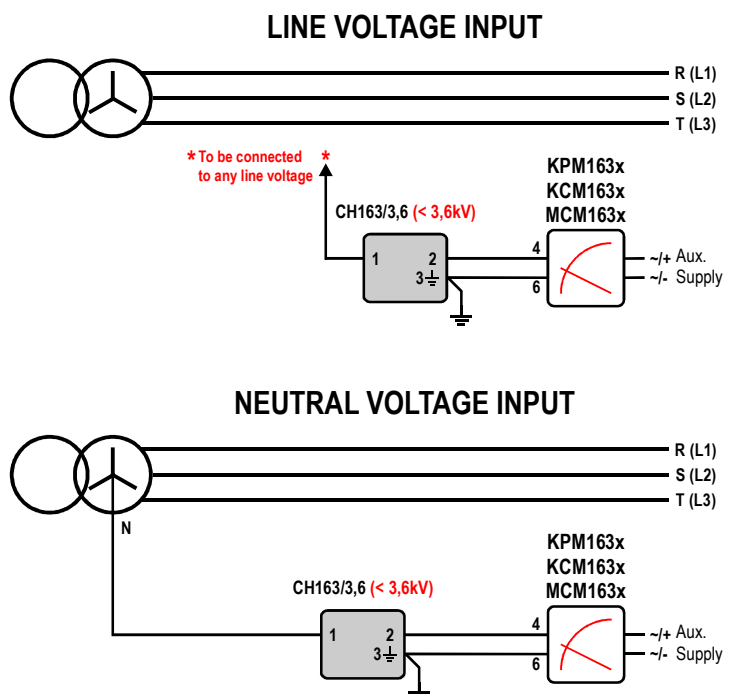 LINE VOLTAGE INPUT
R (L1)
S (L2)
T (L3)
* To be connected *
to any line voltage
KPM163x
KCM163x
MCM163x
CH163/3,6 (< 3,6kV)
1 2 4 ~/+ Aux.
3 6 ~/- Supply
NEUTRAL VOLTAGE INPUT
R (L1)
S (L2)
T (L3)
N
KPM163x
KCM163x
MCM163x
CH163/3,6 (< 3,6kV)
1 2 4 ~/+ Aux.
3 6 ~/- Supply